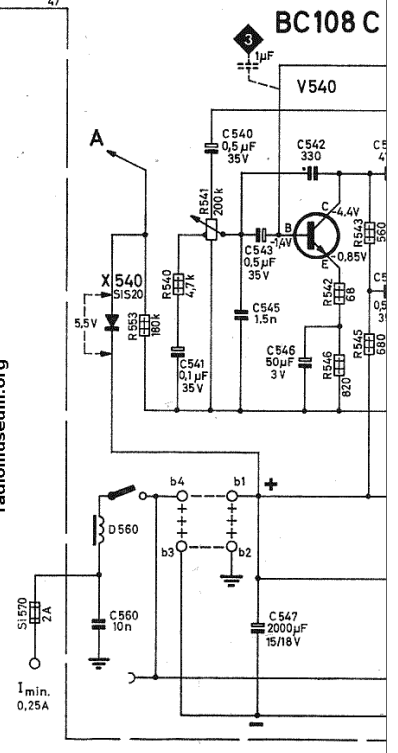 47
BC108 C
3
1µF
V540
A
C540
0,5µF
35V
C542
330
R541
200k
C
-4,4V
R543
560
B
-1,4V
C543
0,5µF
35V
-0,85V
E
X540
SIS20
R540
4,7k
R542
68
5,5V
R553
180k
C545
1,5n
C541
0,1µF
35V
C546
50µF
3V
R546
820
R545
680
radiomuseum.org
b4
b1
+
D560
b3
b2
Si570
2A
C560
10n
C547
2000µF
15/18V
I min.
0,25A
−